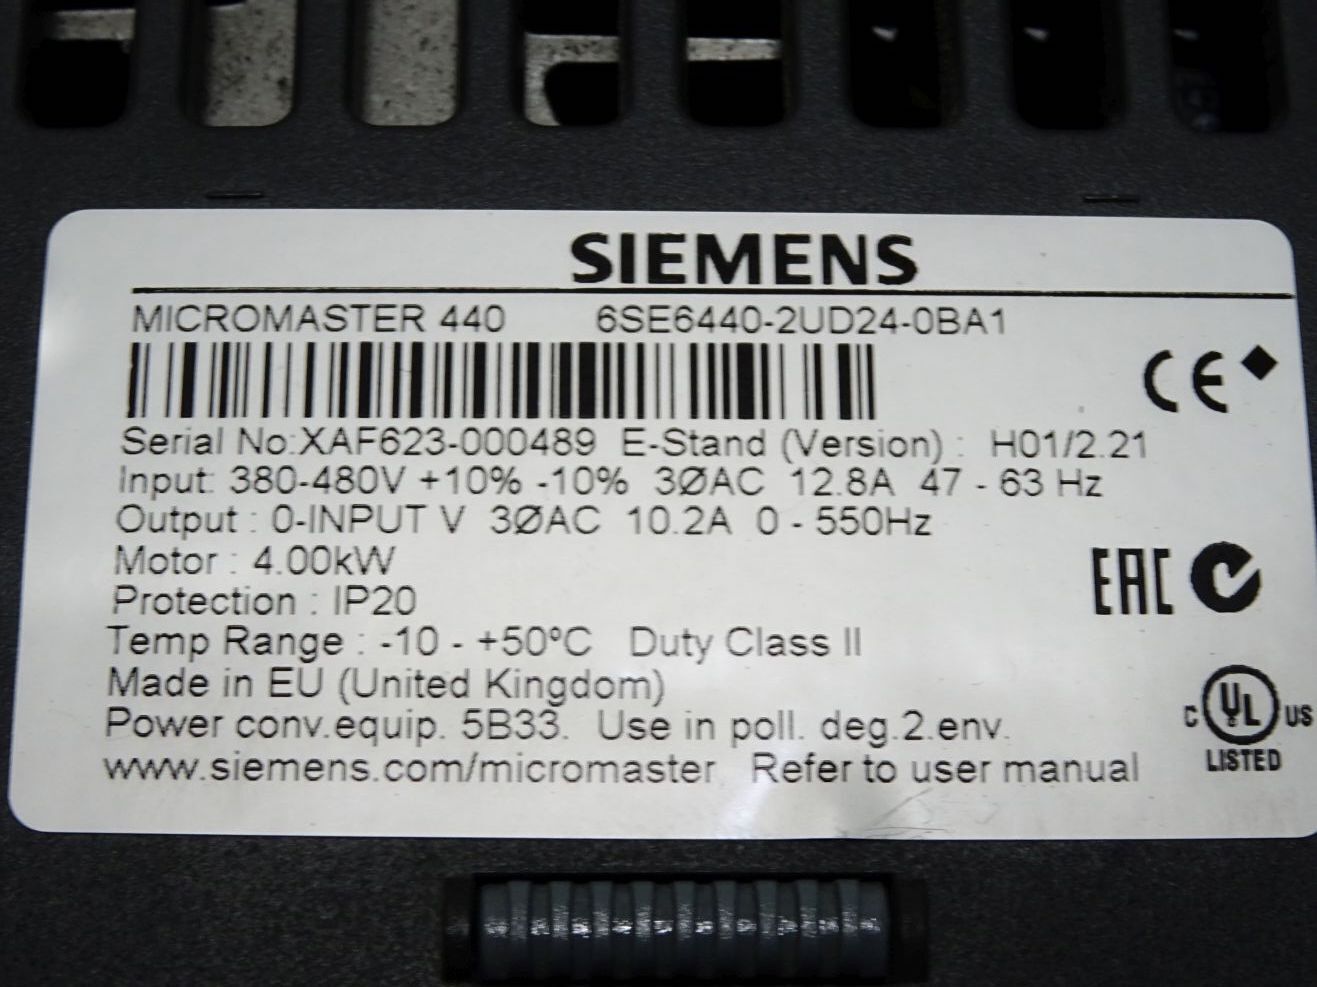 SIEMENS
MICROMASTER 440 6SE6440-2UD24-0BA1
CE
Serial No:XAF623-000489 E-Stand (Version) : H01/2.21
Input: 380-480V +10% -10% 3ØAC 12.8A 47 - 63 Hz
Output : 0-INPUT V 3ØAC 10.2A 0 - 550Hz
Motor : 4.00kW
EAC
Protection : IP20
Temp Range : -10 - +50ºC Duty Class II
Made in EU (United Kingdom)
Power conv.equip. 5B33. Use in poll. deg.2.env.
C UL US
LISTED
www.siemens.com/micromaster Refer to user manual